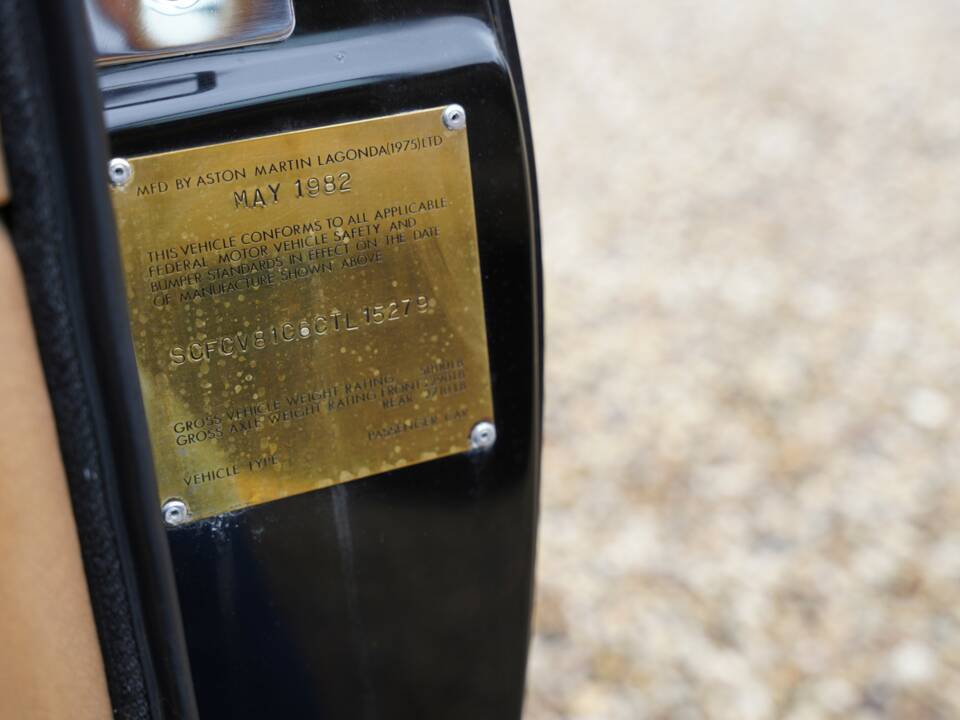 MFD BY ASTON MARTIN LAGONDA(1975)LTD
MAY 1982
THIS VEHICLE CONFORMS TO ALL APPLICABLE
FEDERAL MOTOR VEHICLE SAFETY AND
BUMPER STANDARDS IN EFFECT ON THE DATE
OF MANUFACTURE SHOWN ABOVE
SCFCV81C6CTL15279
GROSS VEHICLE WEIGHT RATING
GROSS AXLE WEIGHT RATING FRONT
REAR
VEHICLE TYPE PASSENGER CAR